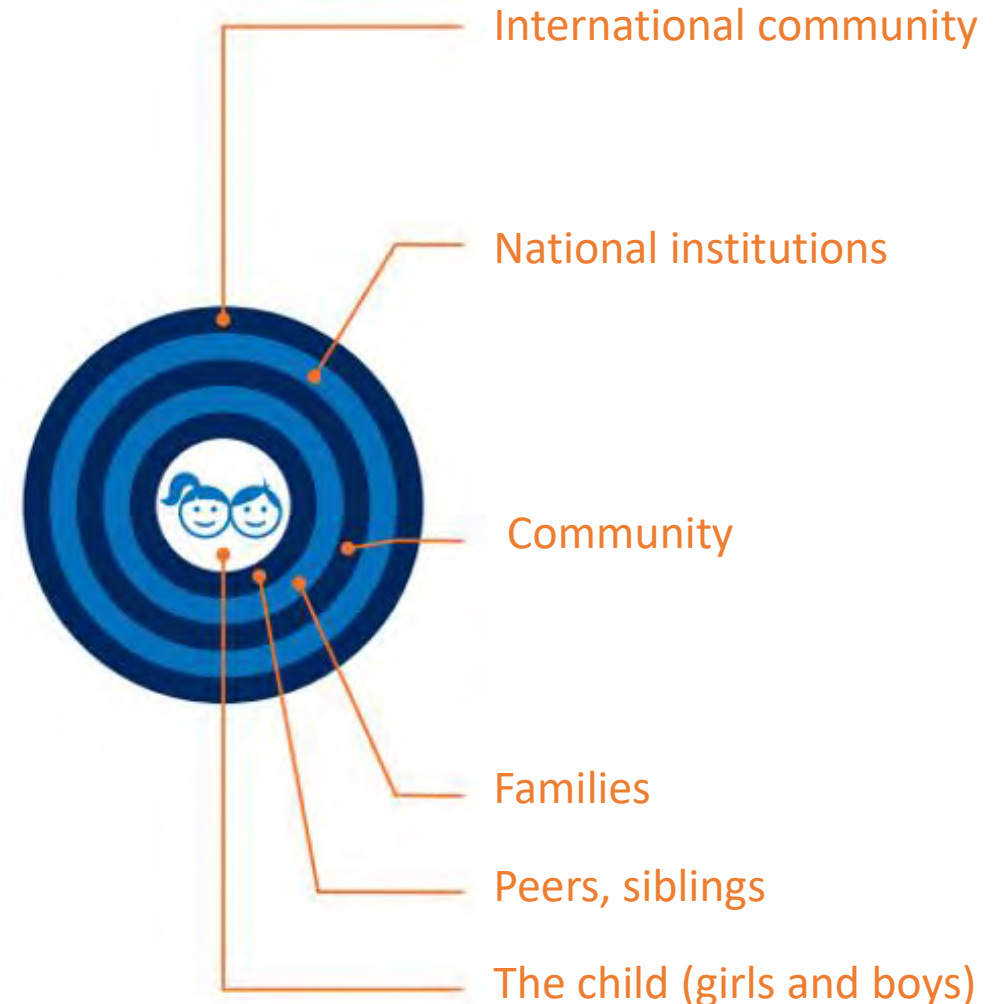 International community
National institutions
Community
Families
Peers, siblings
The child (girls and boys)